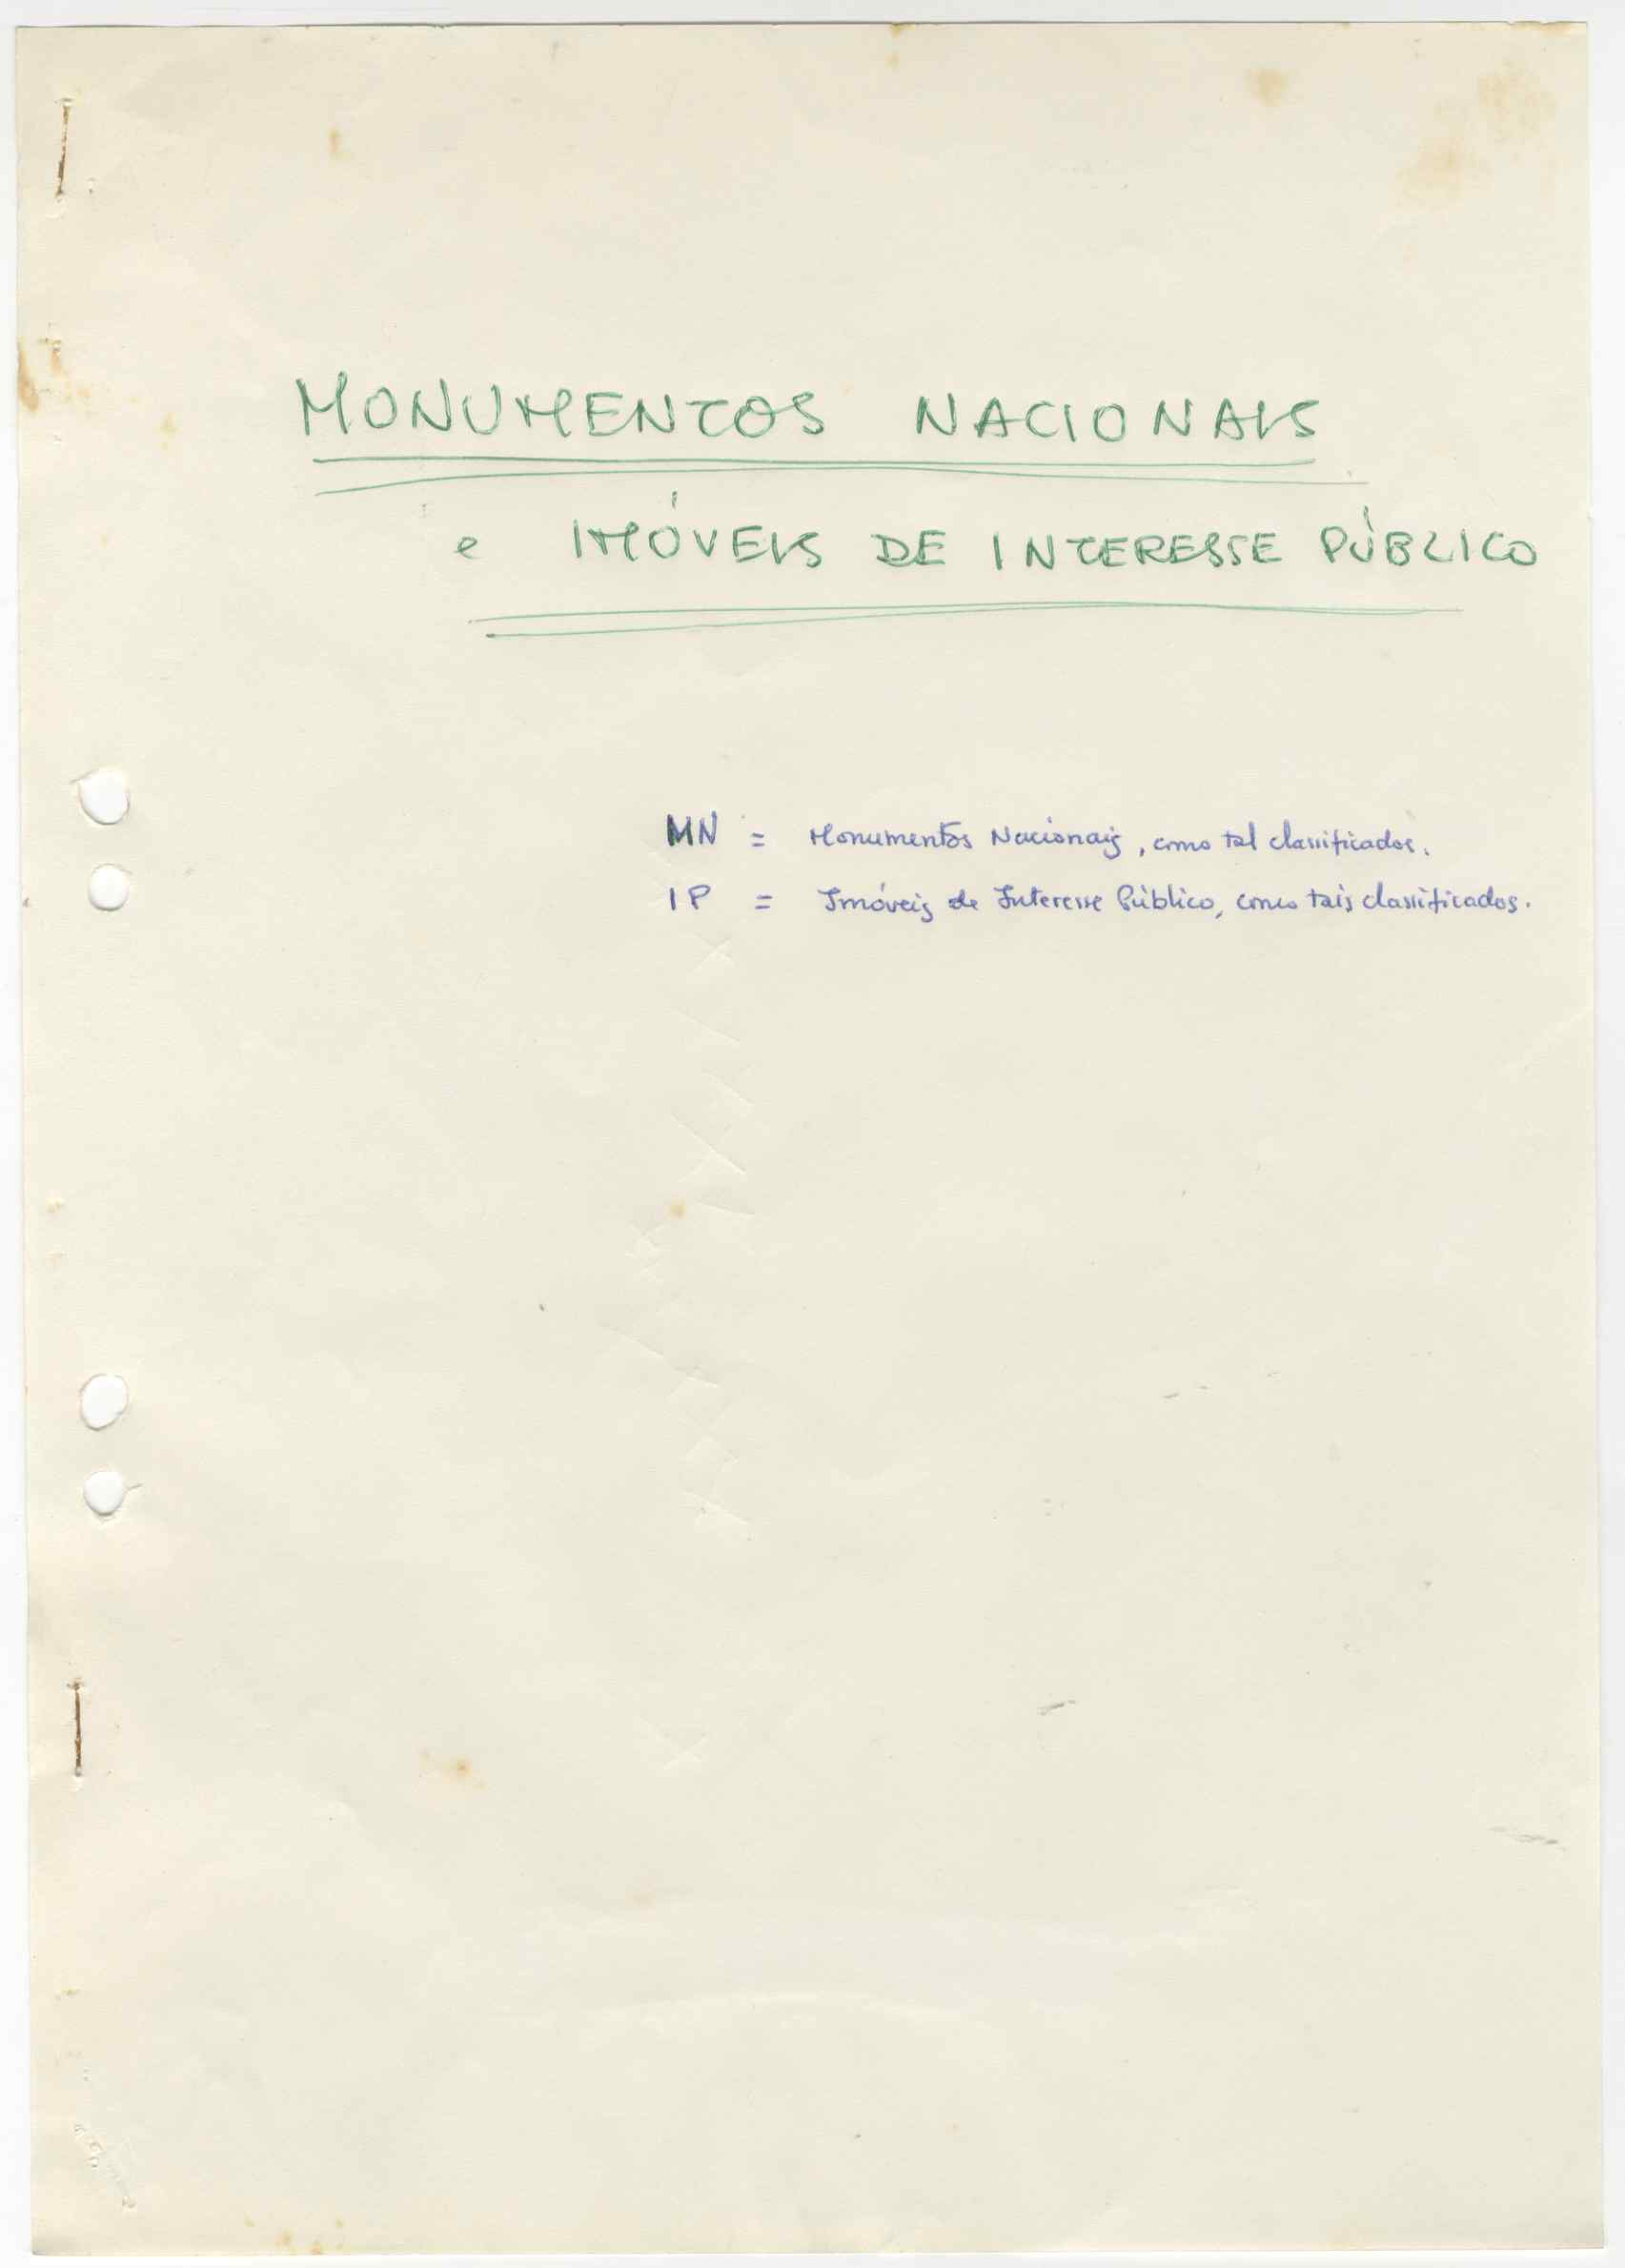 MONUMENTOS NACIONAIS
e IMÓVEIS DE INTERESSE PÚBLICO
MN = Monumentos Nacionais, como tal classificados.
IP = Imóveis de Interesse Público, como tais classificados.